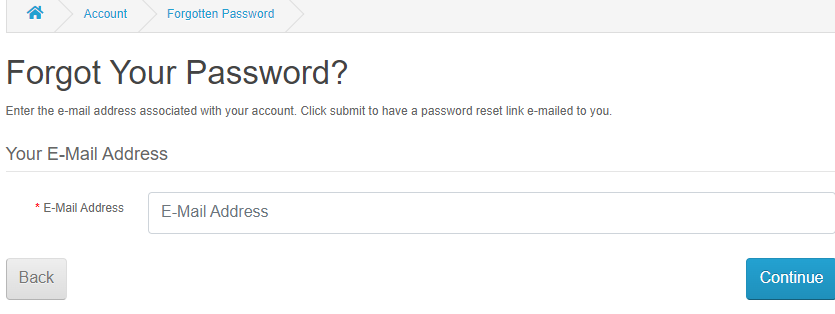 Account Forgotten Password
Forgot Your Password?
Enter the e-mail address associated with your account. Click submit to have a password reset link e-mailed to you.
Your E-Mail Address
* E-Mail Address E-Mail Address
Back Continue